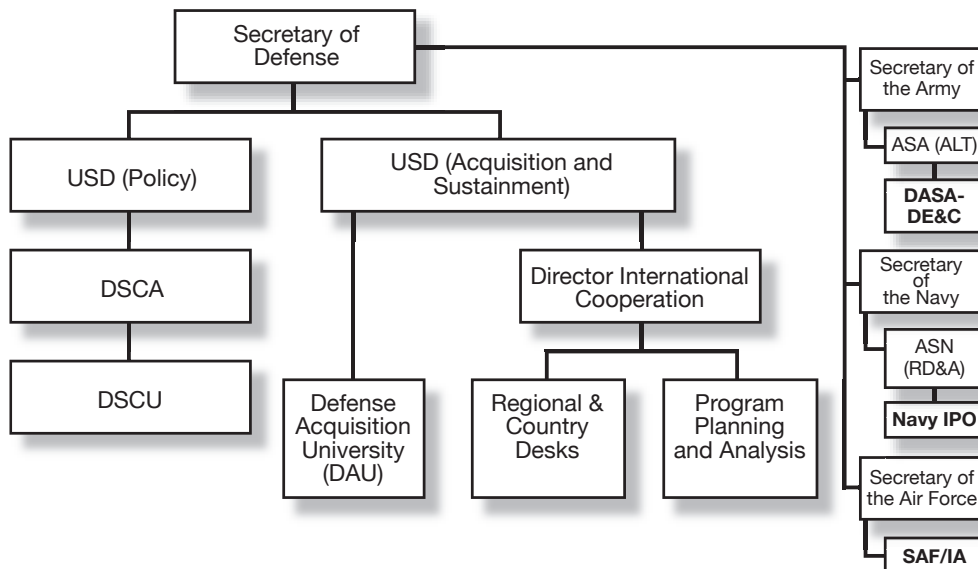 Secretary of
Defense
USD (Policy)
DSCA
DSCU
USD (Acquisition and
Sustainment)
Defense
Acquisition
University
(DAU)
Director International
Cooperation
Regional &
Country
Desks
Program
Planning
and Analysis
Secretary of
the Army
ASA (ALT)
DASA-
DE&C
Secretary
of
the Navy
ASN
(RD&A)
Navy IPO
Secretary of
the Air Force
SAF/IA